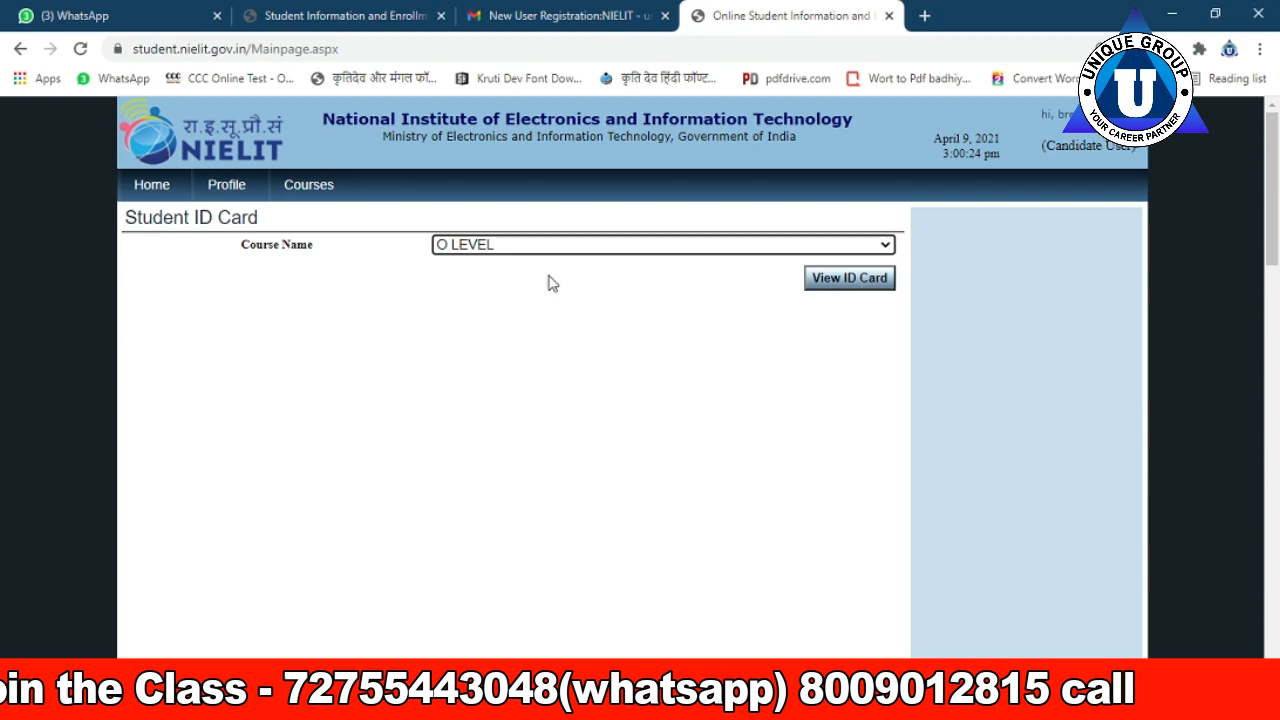 (3) WhatsApp
Student Information and Enrollm
New User Registration:NIELIT - u
Online Student Information and
student.nielit.gov.in/Mainpage.aspx
Apps WhatsApp CCC Online Test - O... कृतिदेव और मंगल फॉ... Kruti Dev Font Dow... कृति देव हिंदी फॉण्ट... pdfdrive.com Wort to Pdf badhiy... Convert Wor Reading list
UNIQUE GROUP
U
YOUR CAREER PARTNER
रा.इ.सू.प्रौ.सं
NIELIT
National Institute of Electronics and Information Technology
Ministry of Electronics and Information Technology, Government of India
hi,
April 9, 2021
3:00:24 pm
(Candidate User)
Home Profile Courses
Student ID Card
Course Name O LEVEL
View ID Card
oin the Class - 72755443048(whatsapp) 8009012815 call